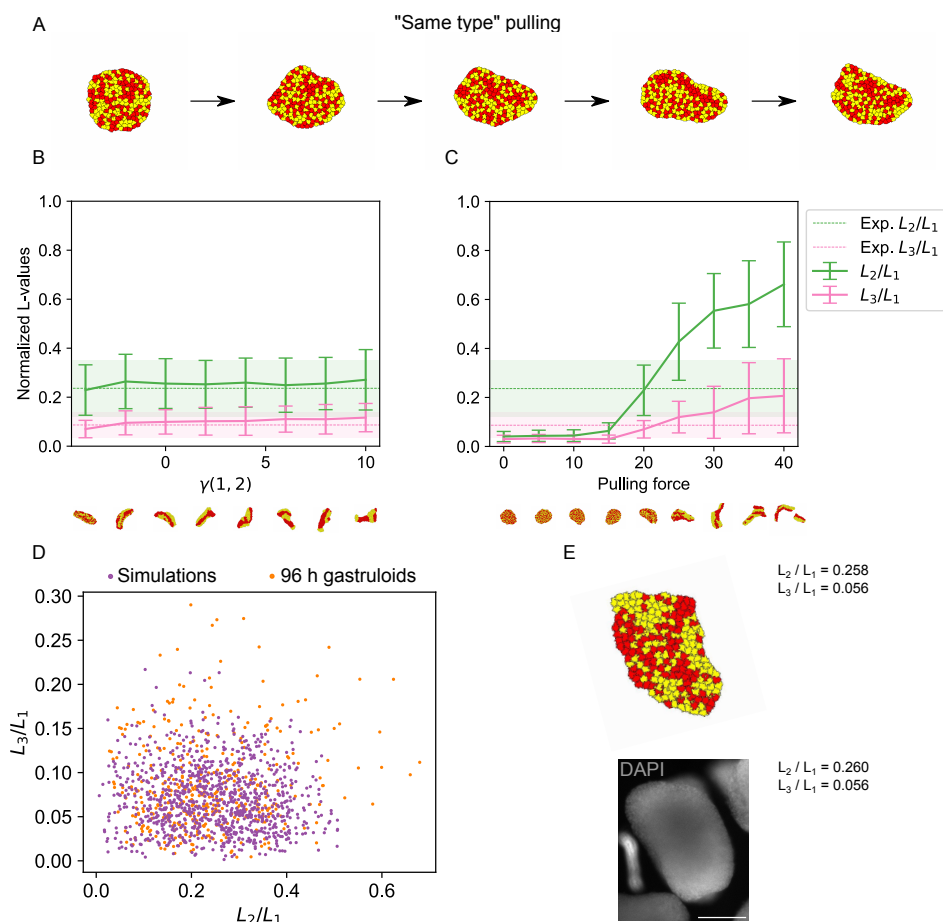 A
"Same type" pulling
B
C
1.0
0.8
0.6
0.4
0.2
0.0
Normalized L-values
0
5
10
γ(1, 2)
1.0
0.8
0.6
0.4
0.2
0.0
0
10
20
30
40
Pulling force
Exp. L₂/L₁
Exp. L₃/L₁
L₂/L₁
L₃/L₁
D
Simulations
96 h gastruloids
0.30
0.25
0.20
0.15
0.10
0.05
0.00
L₃/L₁
0.0
0.2
0.4
0.6
L₂/L₁
E
L₂ / L₁ = 0.258
L₃ / L₁ = 0.056
DAPI
L₂ / L₁ = 0.260
L₃ / L₁ = 0.056